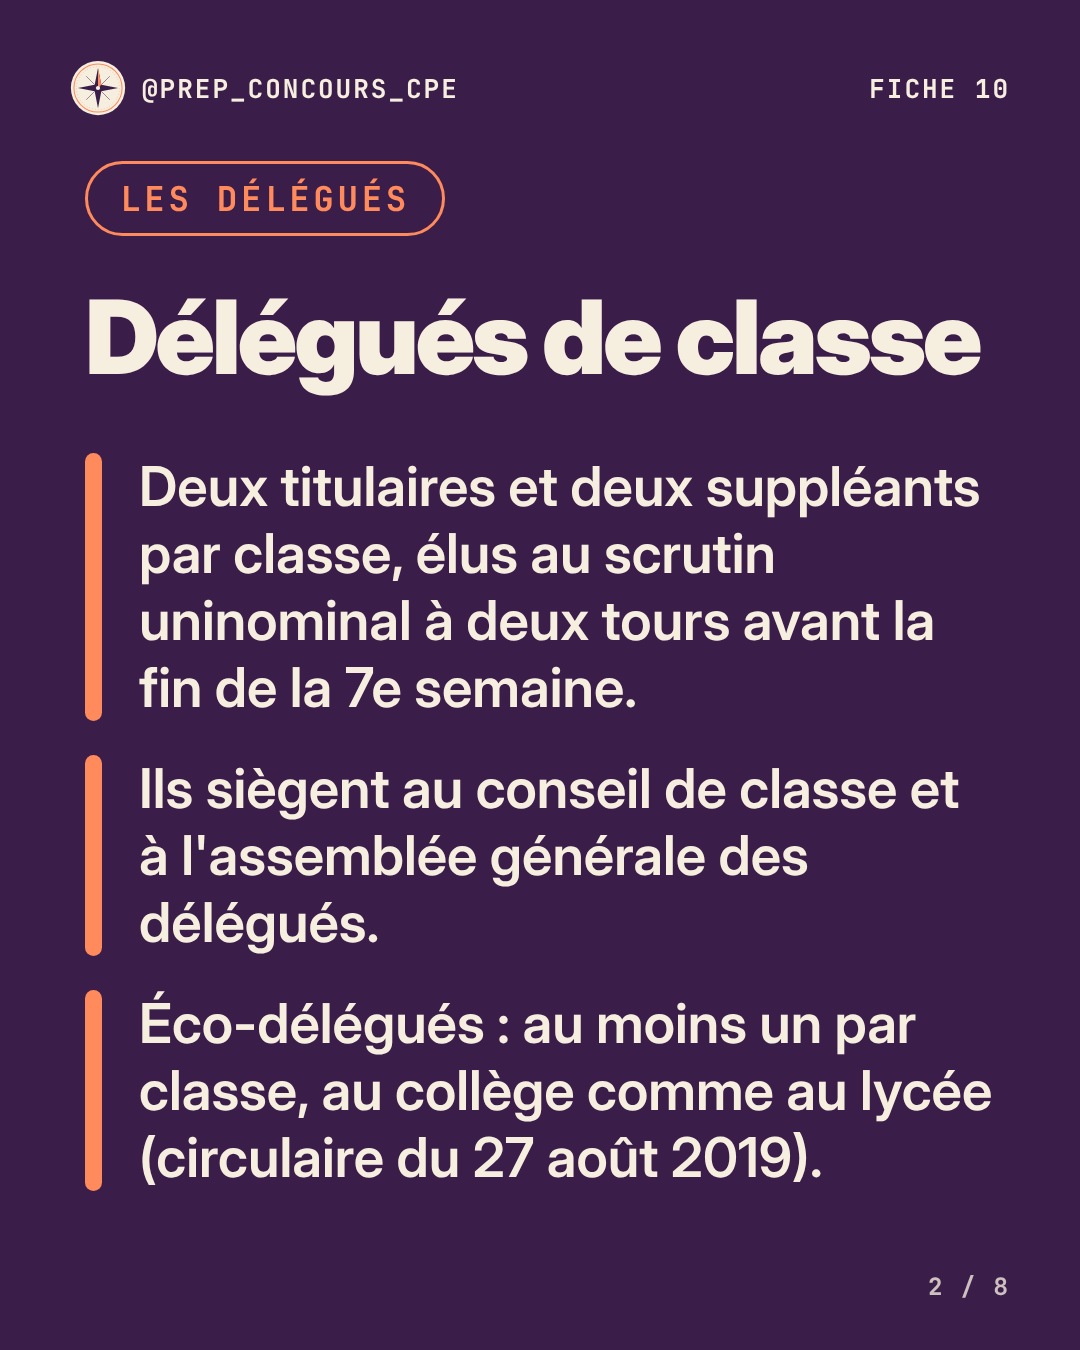 @PREP_CONCOURS_CPE
FICHE 10
LES DÉLÉGUÉS
Délégués de classe
Deux titulaires et deux suppléants
par classe, élus au scrutin
uninominal à deux tours avant la
fin de la 7e semaine.
Ils siègent au conseil de classe et
à l'assemblée générale des
délégués.
Éco-délégués : au moins un par
classe, au collège comme au lycée
(circulaire du 27 août 2019).
2 / 8